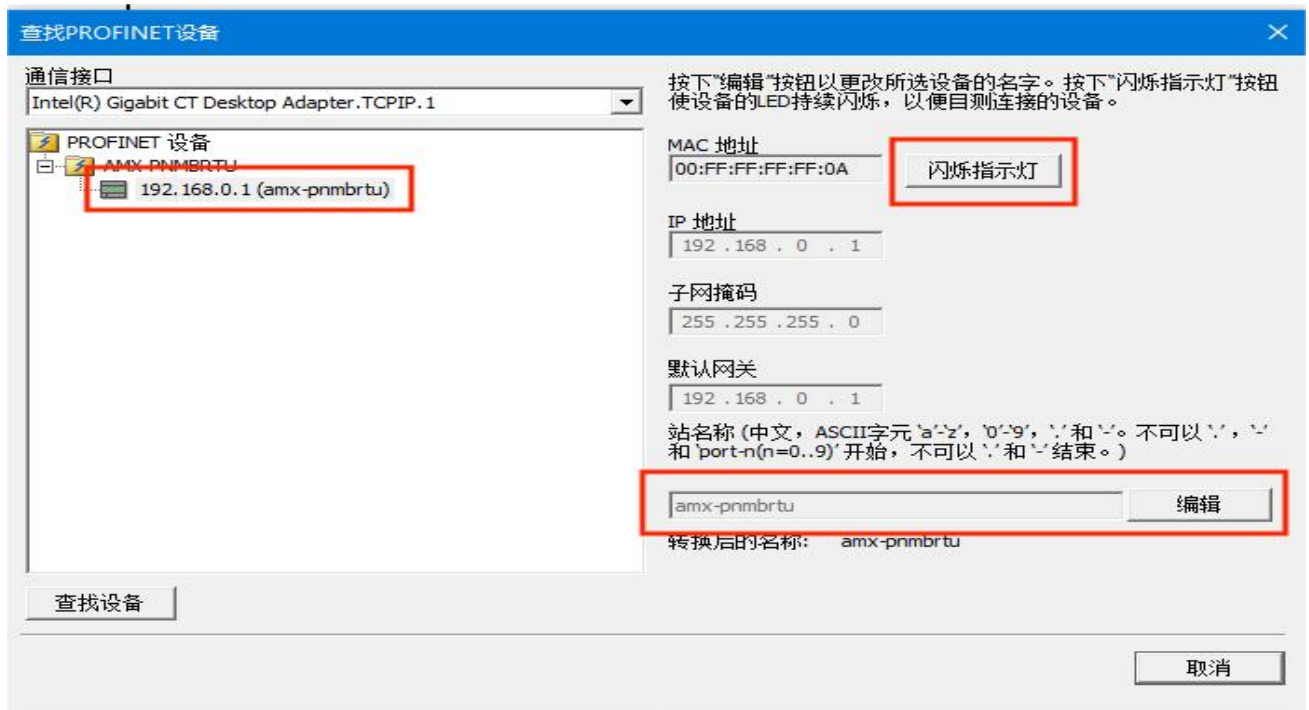 查找PROFINET设备
通信接口
Intel(R) Gigabit CT Desktop Adapter.TCPIP.1
PROFINET 设备
AMX-PNMBRTU
192.168.0.1 (amx-pnmbrtu)
查找设备
按下"编辑"按钮以更改所选设备的名字。按下"闪烁指示灯"按钮
使设备的LED持续闪烁，以便目测连接的设备。
MAC 地址
00:FF:FF:FF:FF:0A
闪烁指示灯
IP 地址
192 . 168 . 0 . 1
子网掩码
255 . 255 . 255 . 0
默认网关
192 . 168 . 0 . 1
站名称 (中文，ASCII字元 'a'-'z'，'0'-'9'，'.' 和 '-'。不可以 '.'，'-'
和 'port-n(n=0..9)' 开始，不可以 '.' 和 '-' 结束。)
amx-pnmbrtu
编辑
转换后的名称: amx-pnmbrtu
取消